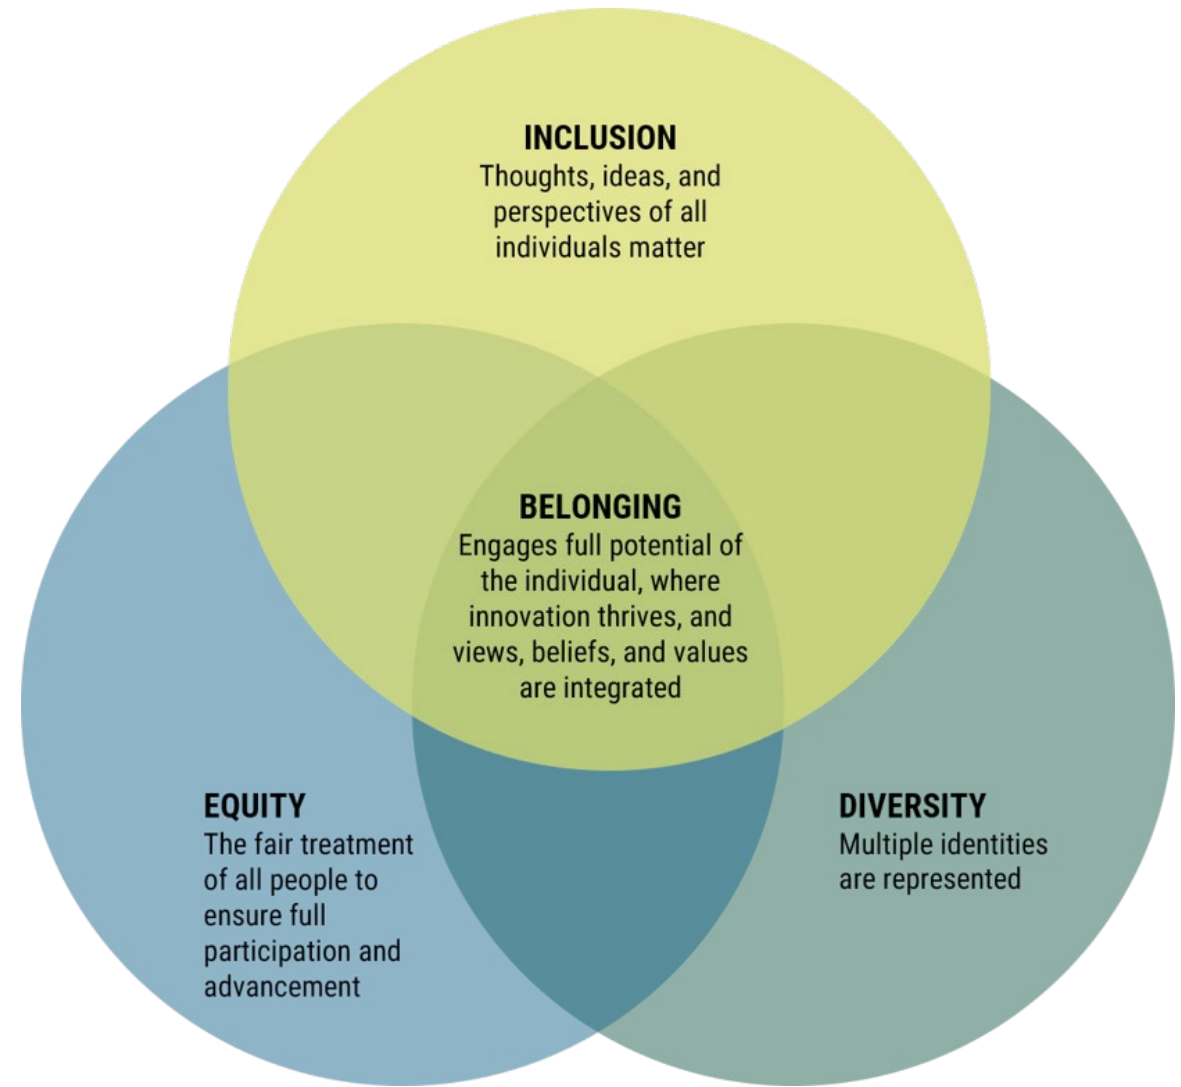 INCLUSION
Thoughts, ideas, and
perspectives of all
individuals matter
BELONGING
Engages full potential of
the individual, where
innovation thrives, and
views, beliefs, and values
are integrated
EQUITY
The fair treatment
of all people to
ensure full
participation and
advancement
DIVERSITY
Multiple identities
are represented